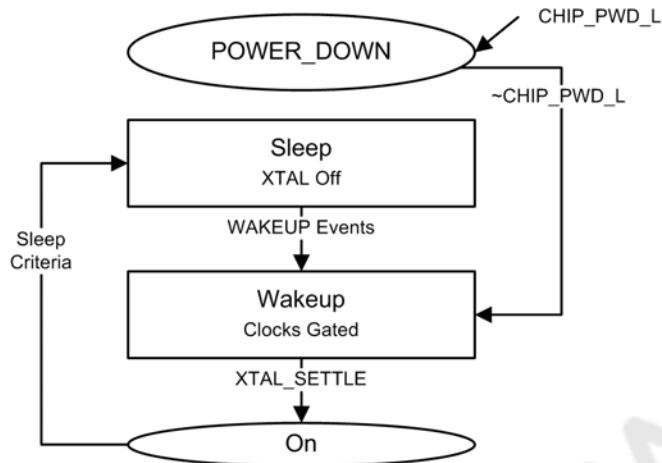 CHIP_PWD_L
POWER_DOWN
~CHIP_PWD_L
Sleep
XTAL Off
WAKEUP Events
Sleep
Criteria
Wakeup
Clocks Gated
XTAL_SETTLE
On